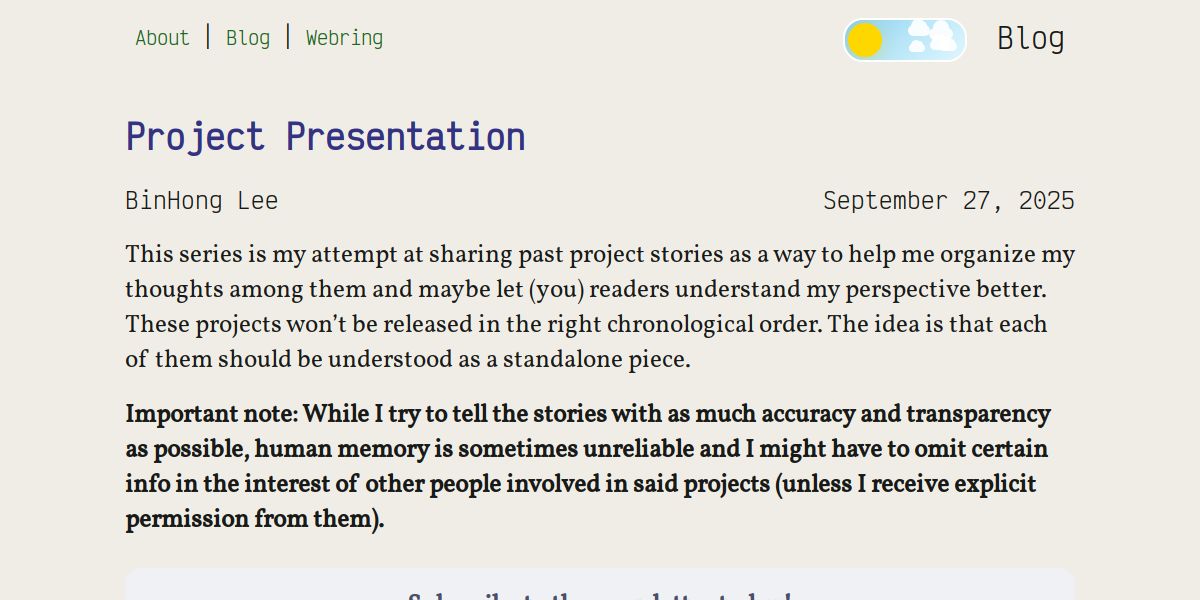 About | Blog | Webring
Blog
Project Presentation
BinHong Lee
September 27, 2025
This series is my attempt at sharing past project stories as a way to help me organize my
thoughts among them and maybe let (you) readers understand my perspective better.
These projects won’t be released in the right chronological order. The idea is that each
of them should be understood as a standalone piece.
Important note: While I try to tell the stories with as much accuracy and transparency
as possible, human memory is sometimes unreliable and I might have to omit certain
info in the interest of other people involved in said projects (unless I receive explicit
permission from them).